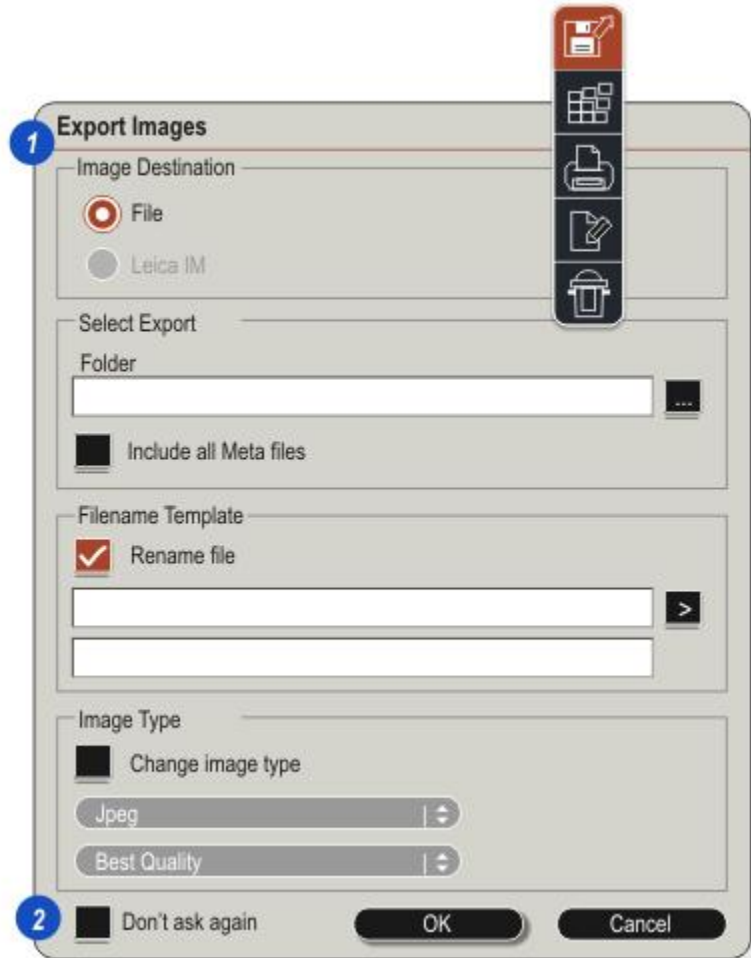 1
Export Images
Image Destination
File
Leica IM
Select Export
Folder
...
Include all Meta files
Filename Template
Rename file
>
Image Type
Change image type
Jpeg
Best Quality
2
Don't ask again
OK
Cancel